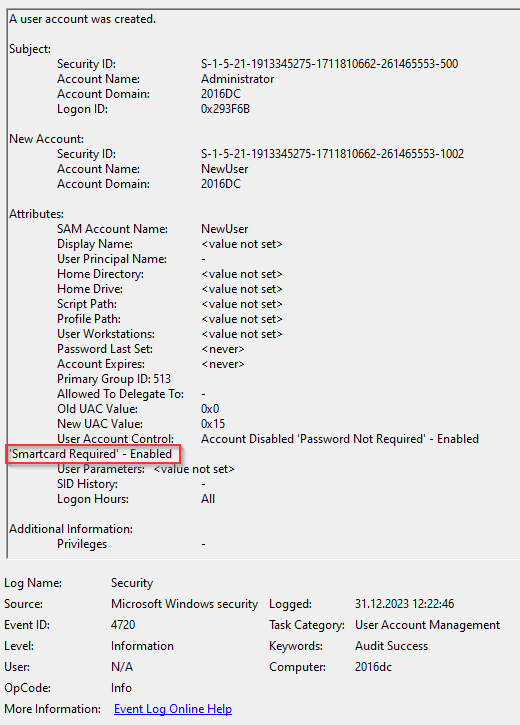 A user account was created.
Subject:
Security ID: S-1-5-21-1913345275-1711810662-261465553-500
Account Name: Administrator
Account Domain: 2016DC
Logon ID: 0x293F6B
New Account:
Security ID: S-1-5-21-1913345275-1711810662-261465553-1002
Account Name: NewUser
Account Domain: 2016DC
Attributes:
SAM Account Name: NewUser
Display Name: <value not set>
User Principal Name: -
Home Directory: <value not set>
Home Drive: <value not set>
Script Path: <value not set>
Profile Path: <value not set>
User Workstations: <value not set>
Password Last Set: <never>
Account Expires: <never>
Primary Group ID: 513
Allowed To Delegate To: -
Old UAC Value: 0x0
New UAC Value: 0x15
User Account Control: Account Disabled 'Password Not Required' - Enabled
'Smartcard Required' - Enabled
User Parameters: <value not set>
SID History: -
Logon Hours: All
Additional Information:
Privileges -
Log Name: Security
Source: Microsoft Windows security Logged: 31.12.2023 12:22:46
Event ID: 4720 Task Category: User Account Management
Level: Information Keywords: Audit Success
User: N/A Computer: 2016dc
OpCode: Info
More Information: Event Log Online Help